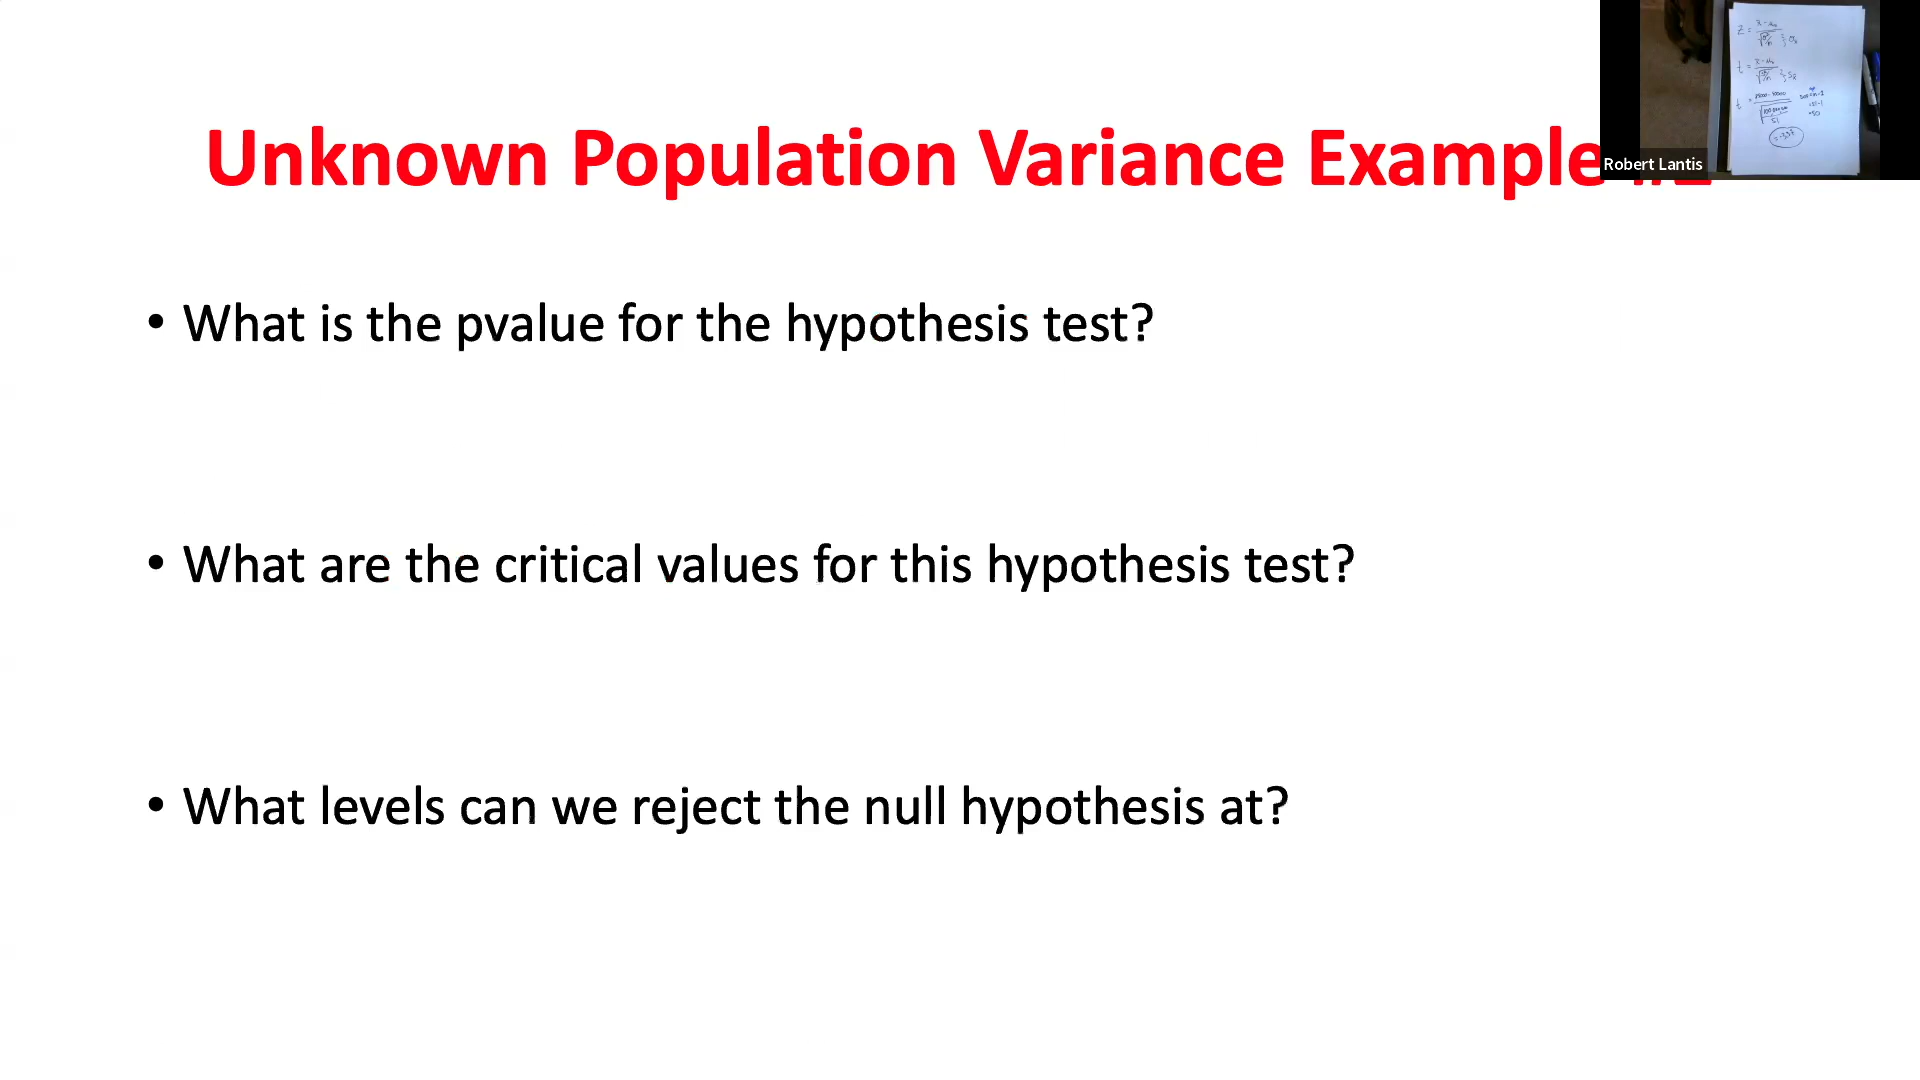 Unknown Population Variance Example
Robert Lantis
• What is the pvalue for the hypothesis test?
• What are the critical values for this hypothesis test?
• What levels can we reject the null hypothesis at?